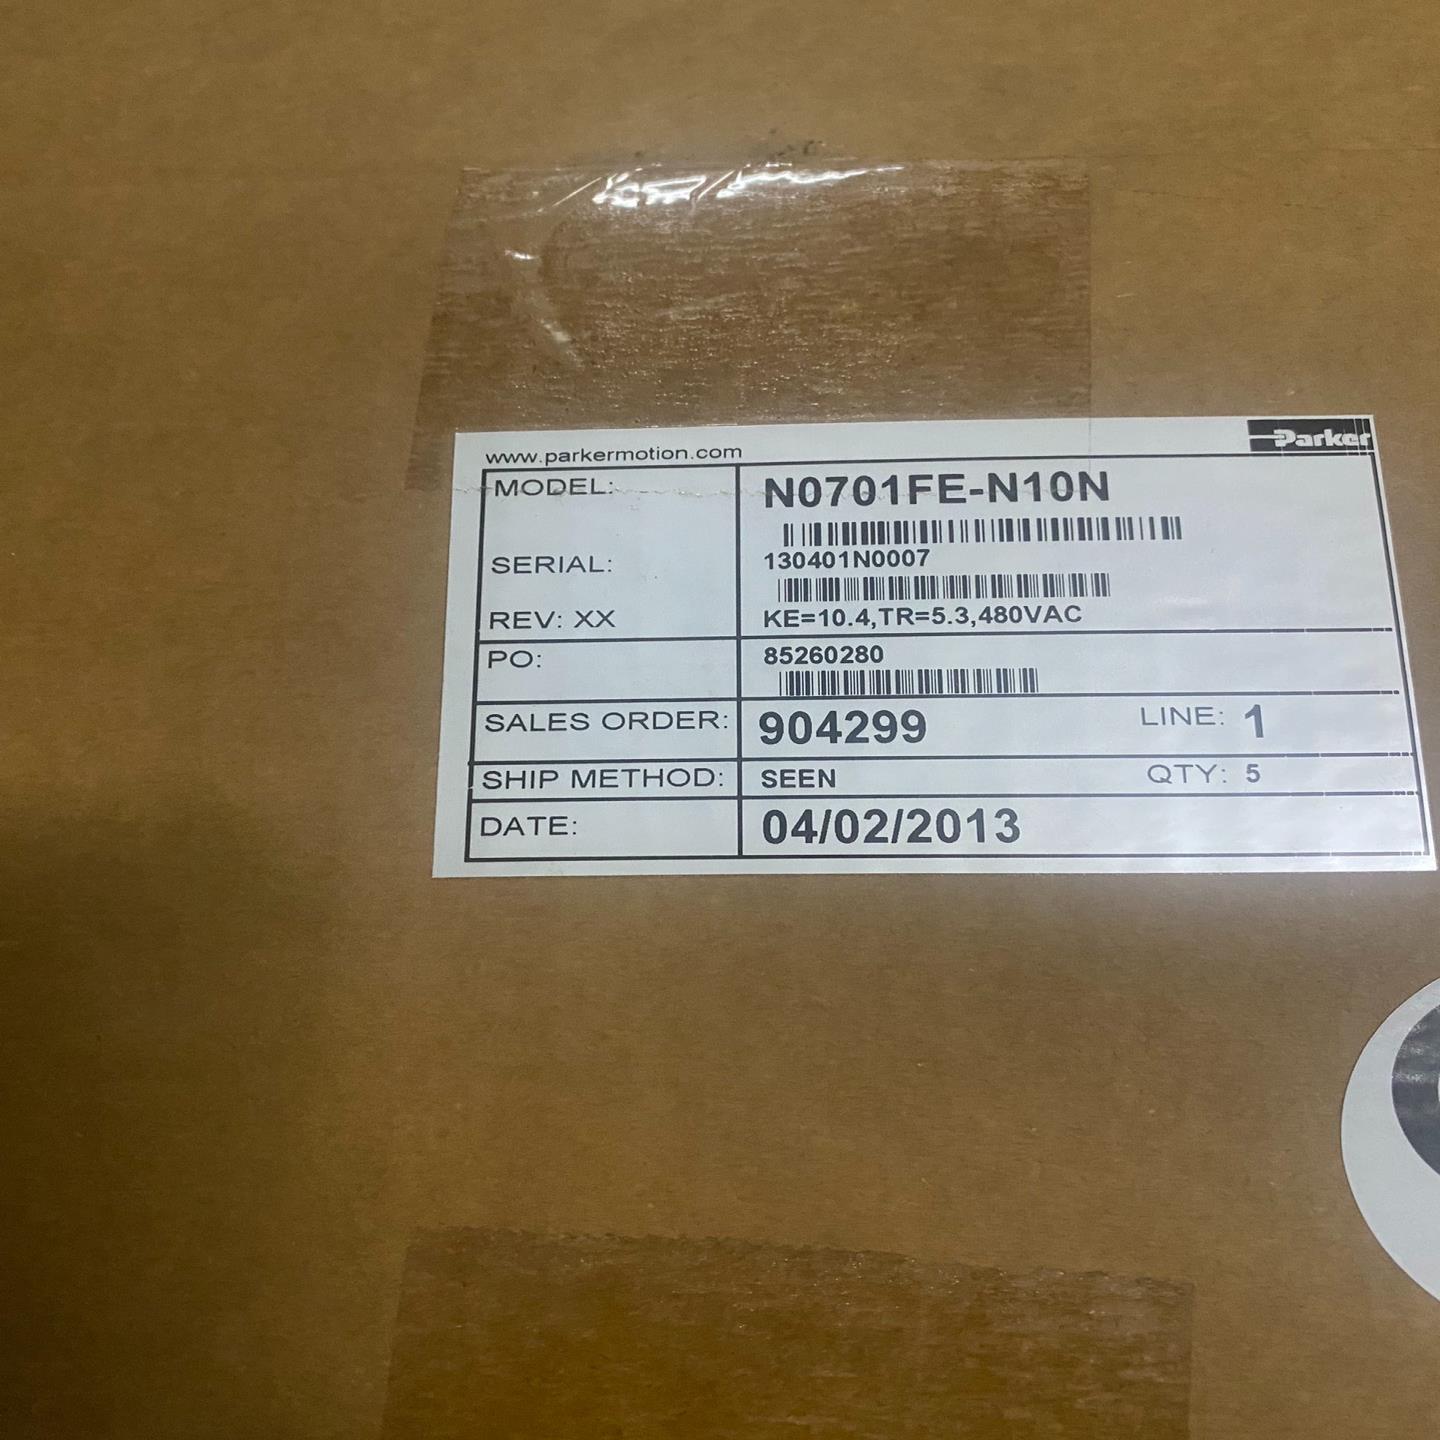 www.parkermotion.com
Parker
MODEL: N0701FE-N10N
SERIAL: 130401N0007
REV: XX KE=10.4,TR=5.3,480VAC
PO: 85260280
SALES ORDER: 904299 LINE: 1
SHIP METHOD: SEEN QTY: 5
DATE: 04/02/2013